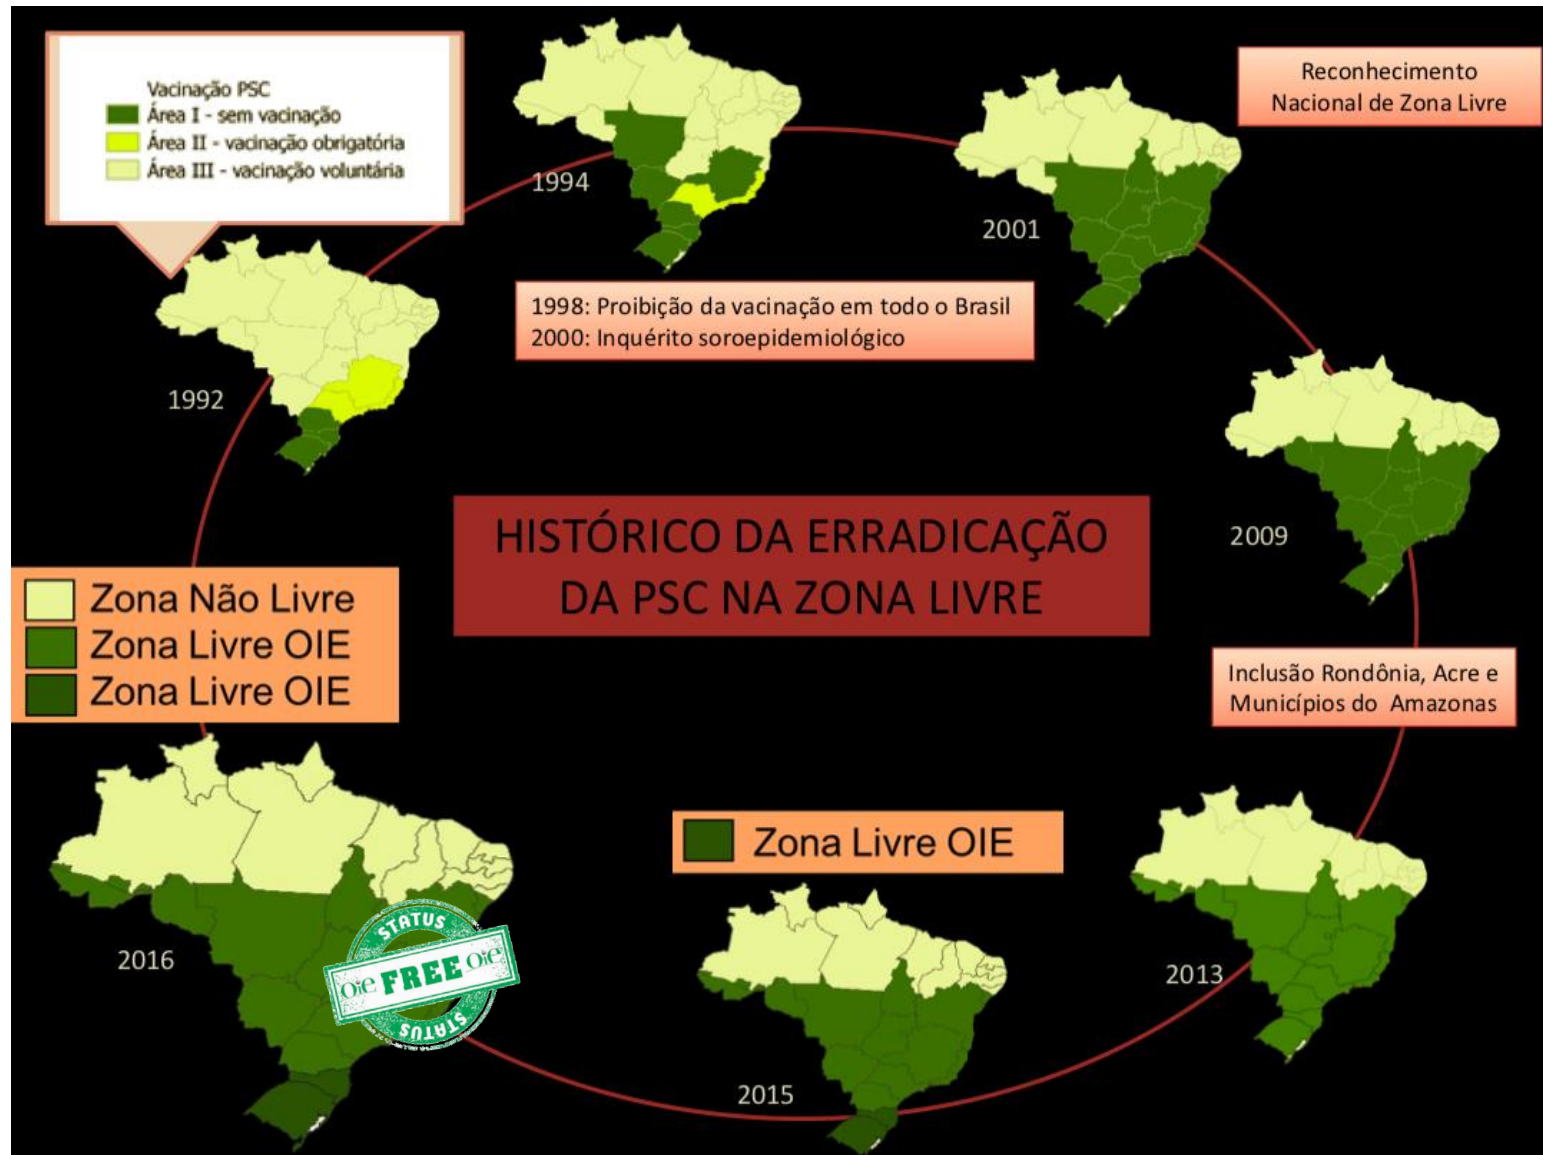 Vacinação PSC
Área I - sem vacinação
Área II - vacinação obrigatória
Área III - vacinação voluntária
1992
1994
1998: Proibição da vacinação em todo o Brasil
2000: Inquérito soroepidemiológico
2001
Reconhecimento
Nacional de Zona Livre
2009
HISTÓRICO DA ERRADICAÇÃO
DA PSC NA ZONA LIVRE
Inclusão Rondônia, Acre e
Municípios do Amazonas
2013
Zona Livre OIE
2015
Zona Não Livre
Zona Livre OIE
Zona Livre OIE
2016
STATUS
Oie FREE Oie
STATUS